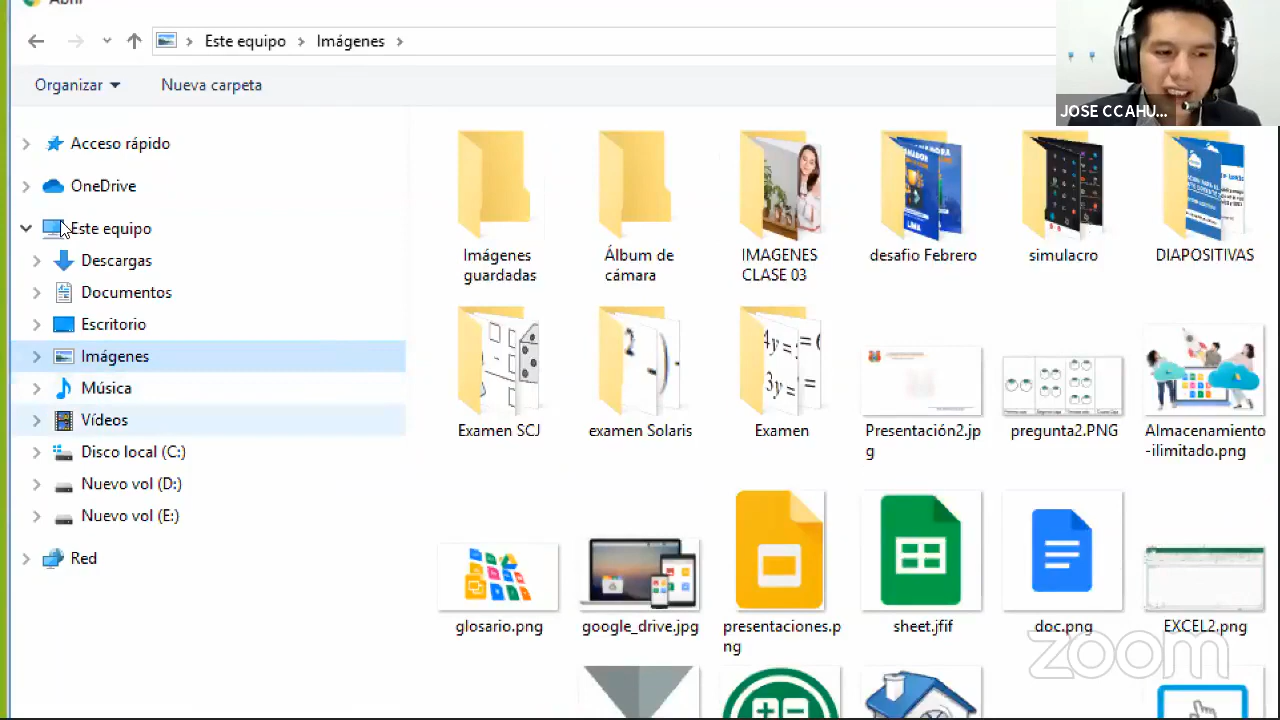 Abrir
Este equipo
Imágenes
JOSE CCAHU...
Organizar
Nueva carpeta
Acceso rápido
OneDrive
Este equipo
Descargas
Documentos
Escritorio
Imágenes
Música
Vídeos
Disco local (C:)
Nuevo vol (D:)
Nuevo vol (E:)
Red
Imágenes
guardadas
Álbum de
cámara
IMAGENES
CLASE 03
desafio Febrero
simulacro
DIAPOSITIVAS
Examen SCJ
examen Solaris
4y =
3y =
Examen
Presentación2.jp
g
pregunta2.PNG
Almacenamiento
-ilimitado.png
glosario.png
google_drive.jpg
presentaciones.p
ng
sheet.jfif
doc.png
EXCEL2.png
zoom